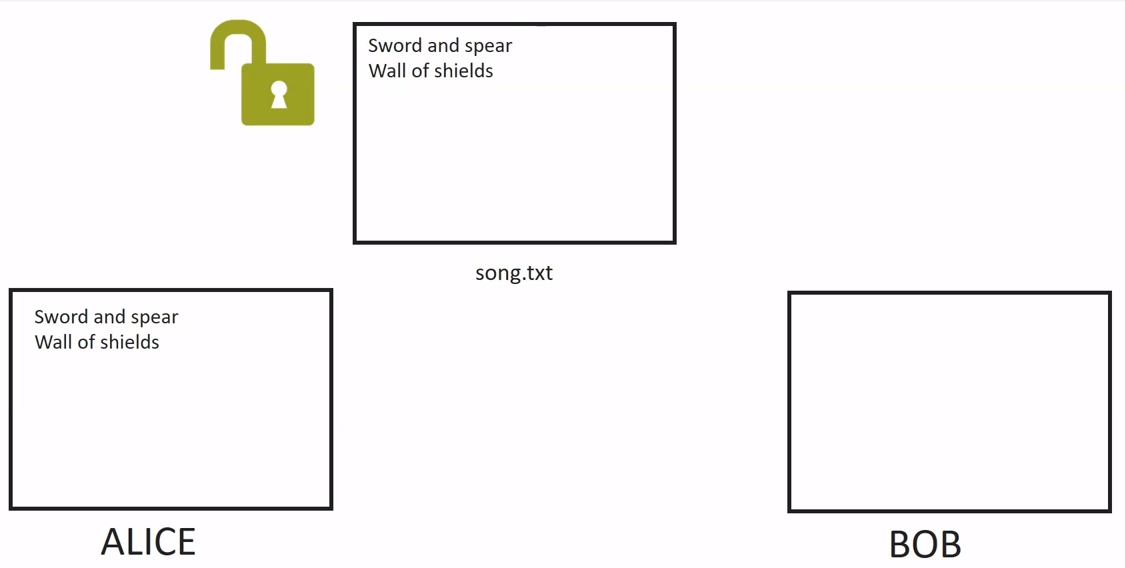 Sword and spear
Wall of shields
song.txt
Sword and spear
Wall of shields
ALICE
BOB